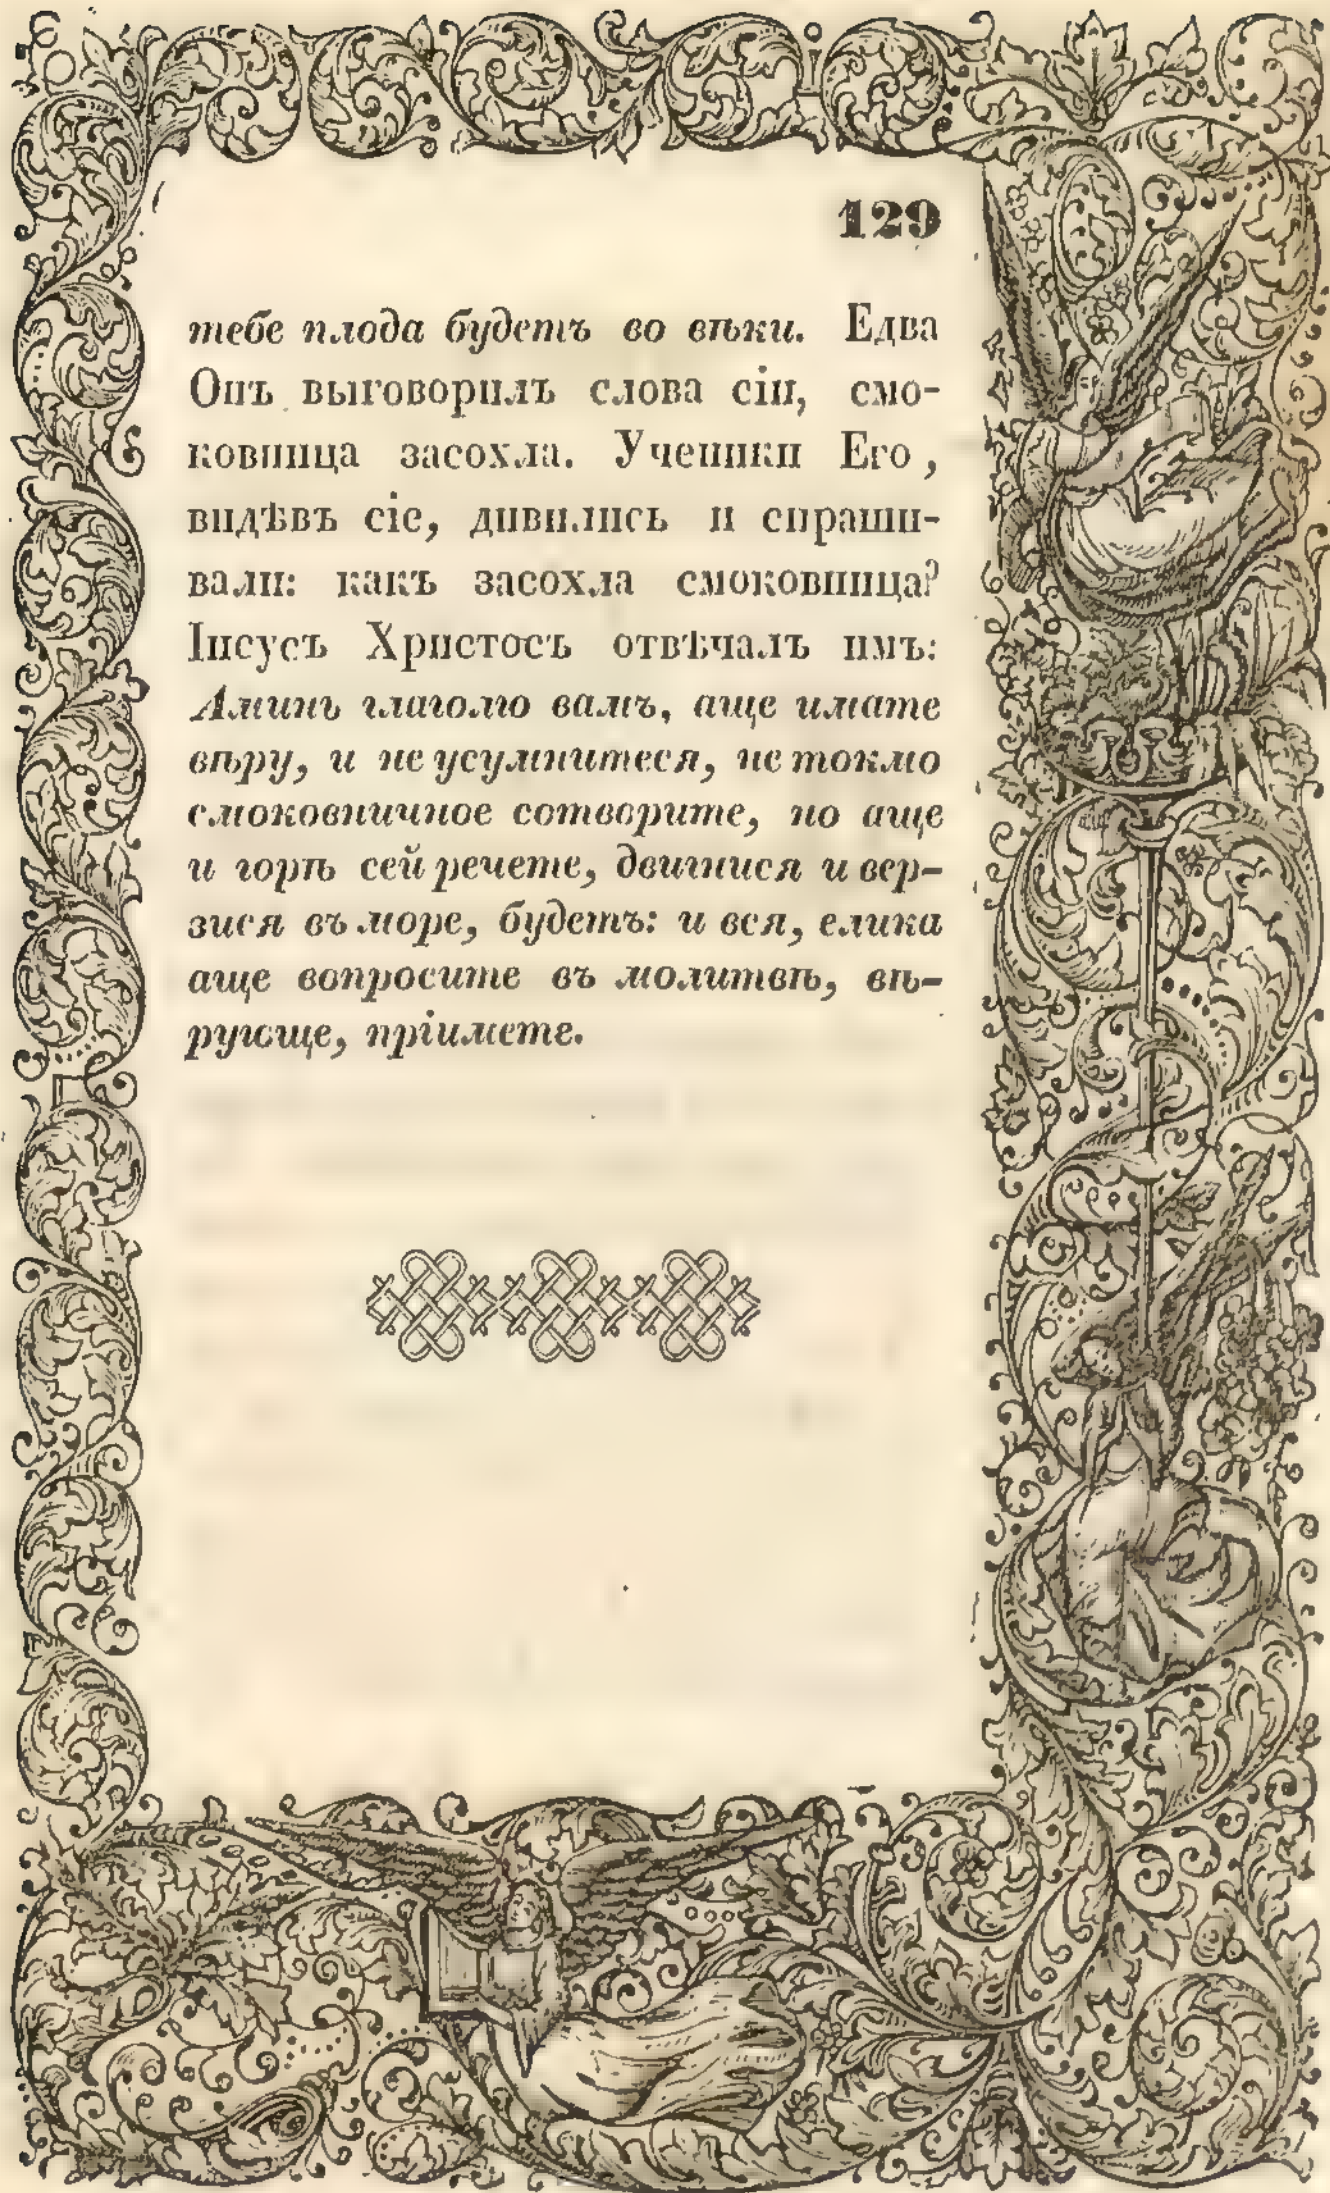 129
тебе плода будетъ во вѣки. Едва
Онъ выговорилъ слова сіи, смо-
ковница засохла. Ученики Его,
видѣвъ сіе, дивились и спраши-
вали: какъ засохла смоковница?
Іисусъ Христосъ отвѣчалъ имъ:
Аминь глаголю вамъ, аще имате
вѣру, и не усумнитеся, не токмо
смоковничное сотворите, но аще
и горѣ сей речете, двигнися и вер-
зися въ море, будетъ: и вся, елика
аще вопросите въ молитвѣ, вѣ-
рующе, пріимете.